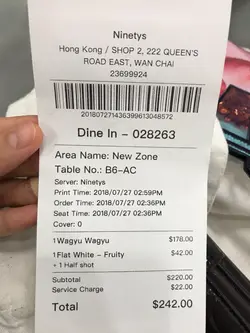 Ninetys
Hong Kong / SHOP 2, 222 QUEEN'S
ROAD EAST, WAN CHAI
23699924
2018072714363996130 48572
Dine In - 028263
Area Name: New Zone
Table No.: B6-AC
Server: Ninetys
Print Time: 2018/07/27 02:59PM
Order Time: 2018/07/27 02:36PM
Seat Time: 2018/07/27 02:36PM
Cover: 0
1 Wagyu Wagyu $178.00
1 Flat White - Fruity $42.00
+ 1 Half shot
Subtotal $220.00
Service Charge $22.00
Total $242.00